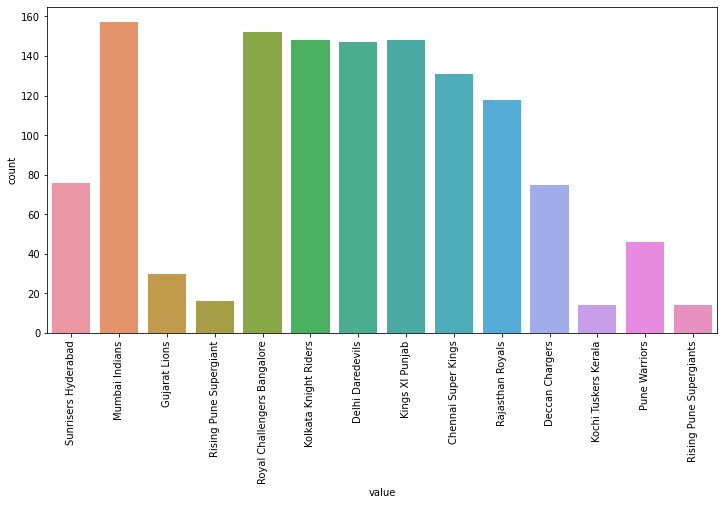 160
140
120
100
80
60
40
20
0
count
Sunrisers Hyderabad
Mumbai Indians
Gujarat Lions
Rising Pune Supergiant
Royal Challengers Bangalore
Kolkata Knight Riders
Delhi Daredevils
Kings XI Punjab
Chennai Super Kings
Rajasthan Royals
Deccan Chargers
Kochi Tuskers Kerala
Pune Warriors
Rising Pune Supergiants
value